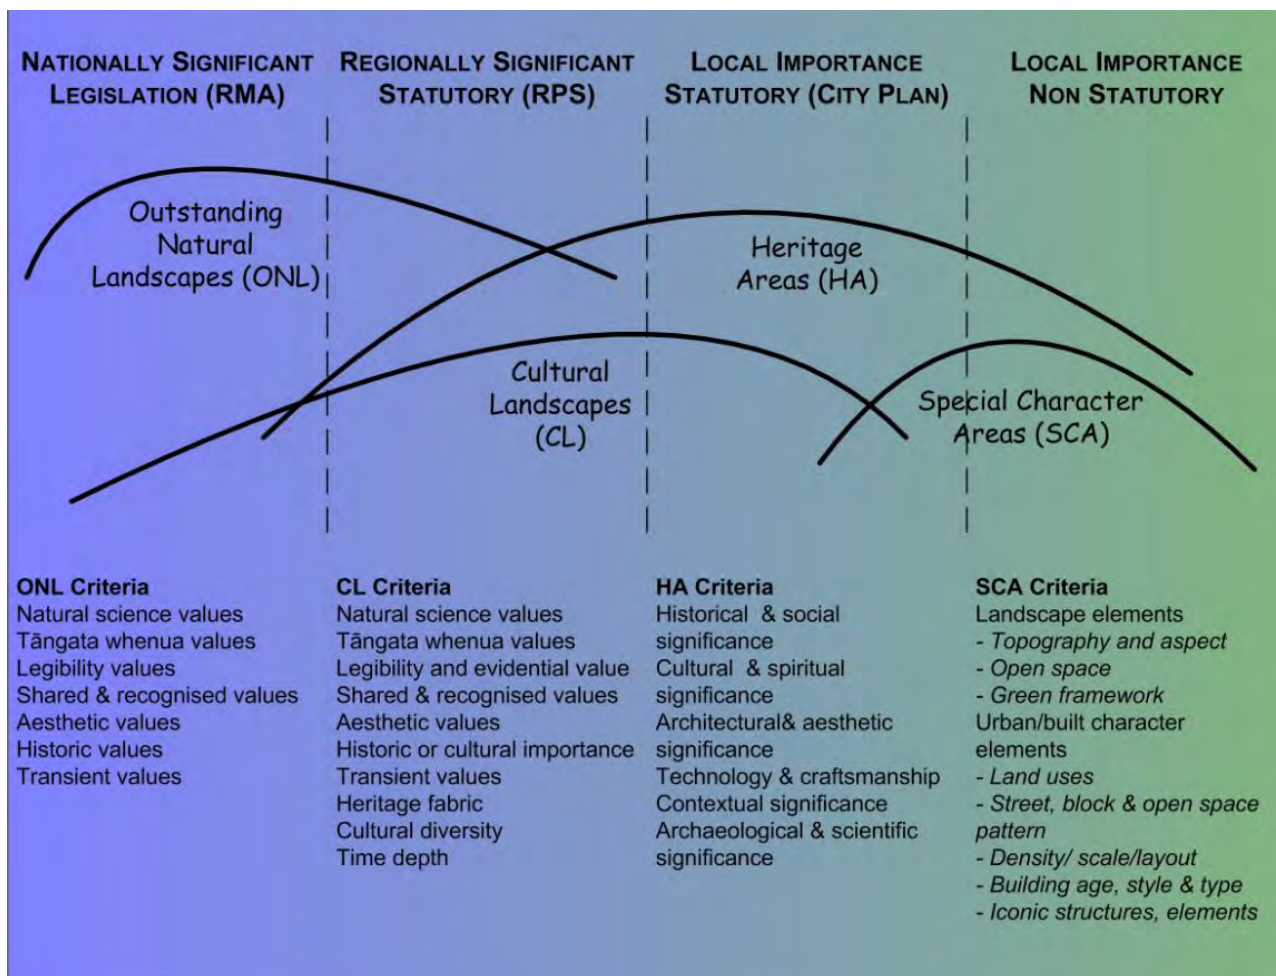 NATIONALLY SIGNIFICANT
LEGISLATION (RMA)
REGIONALLY SIGNIFICANT
STATUTORY (RPS)
LOCAL IMPORTANCE
STATUTORY (CITY PLAN)
LOCAL IMPORTANCE
NON STATUTORY
Outstanding
Natural
Landscapes (ONL)
Heritage
Areas (HA)
Cultural
Landscapes
(CL)
Special Character
Areas (SCA)
ONL Criteria
Natural science values
Tāngata whenua values
Legibility values
Shared & recognised values
Aesthetic values
Historic values
Transient values
CL Criteria
Natural science values
Tāngata whenua values
Legibility and evidential value
Shared & recognised values
Aesthetic values
Historic or cultural importance
Transient values
Heritage fabric
Cultural diversity
Time depth
HA Criteria
Historical & social
significance
Cultural & spiritual
significance
Architectural& aesthetic
significance
Technology & craftsmanship
Contextual significance
Archaeological & scientific
significance
SCA Criteria
Landscape elements
- Topography and aspect
- Open space
- Green framework
Urban/built character
elements
- Land uses
- Street, block & open space
pattern
- Density/ scale/layout
- Building age, style & type
- Iconic structures, elements